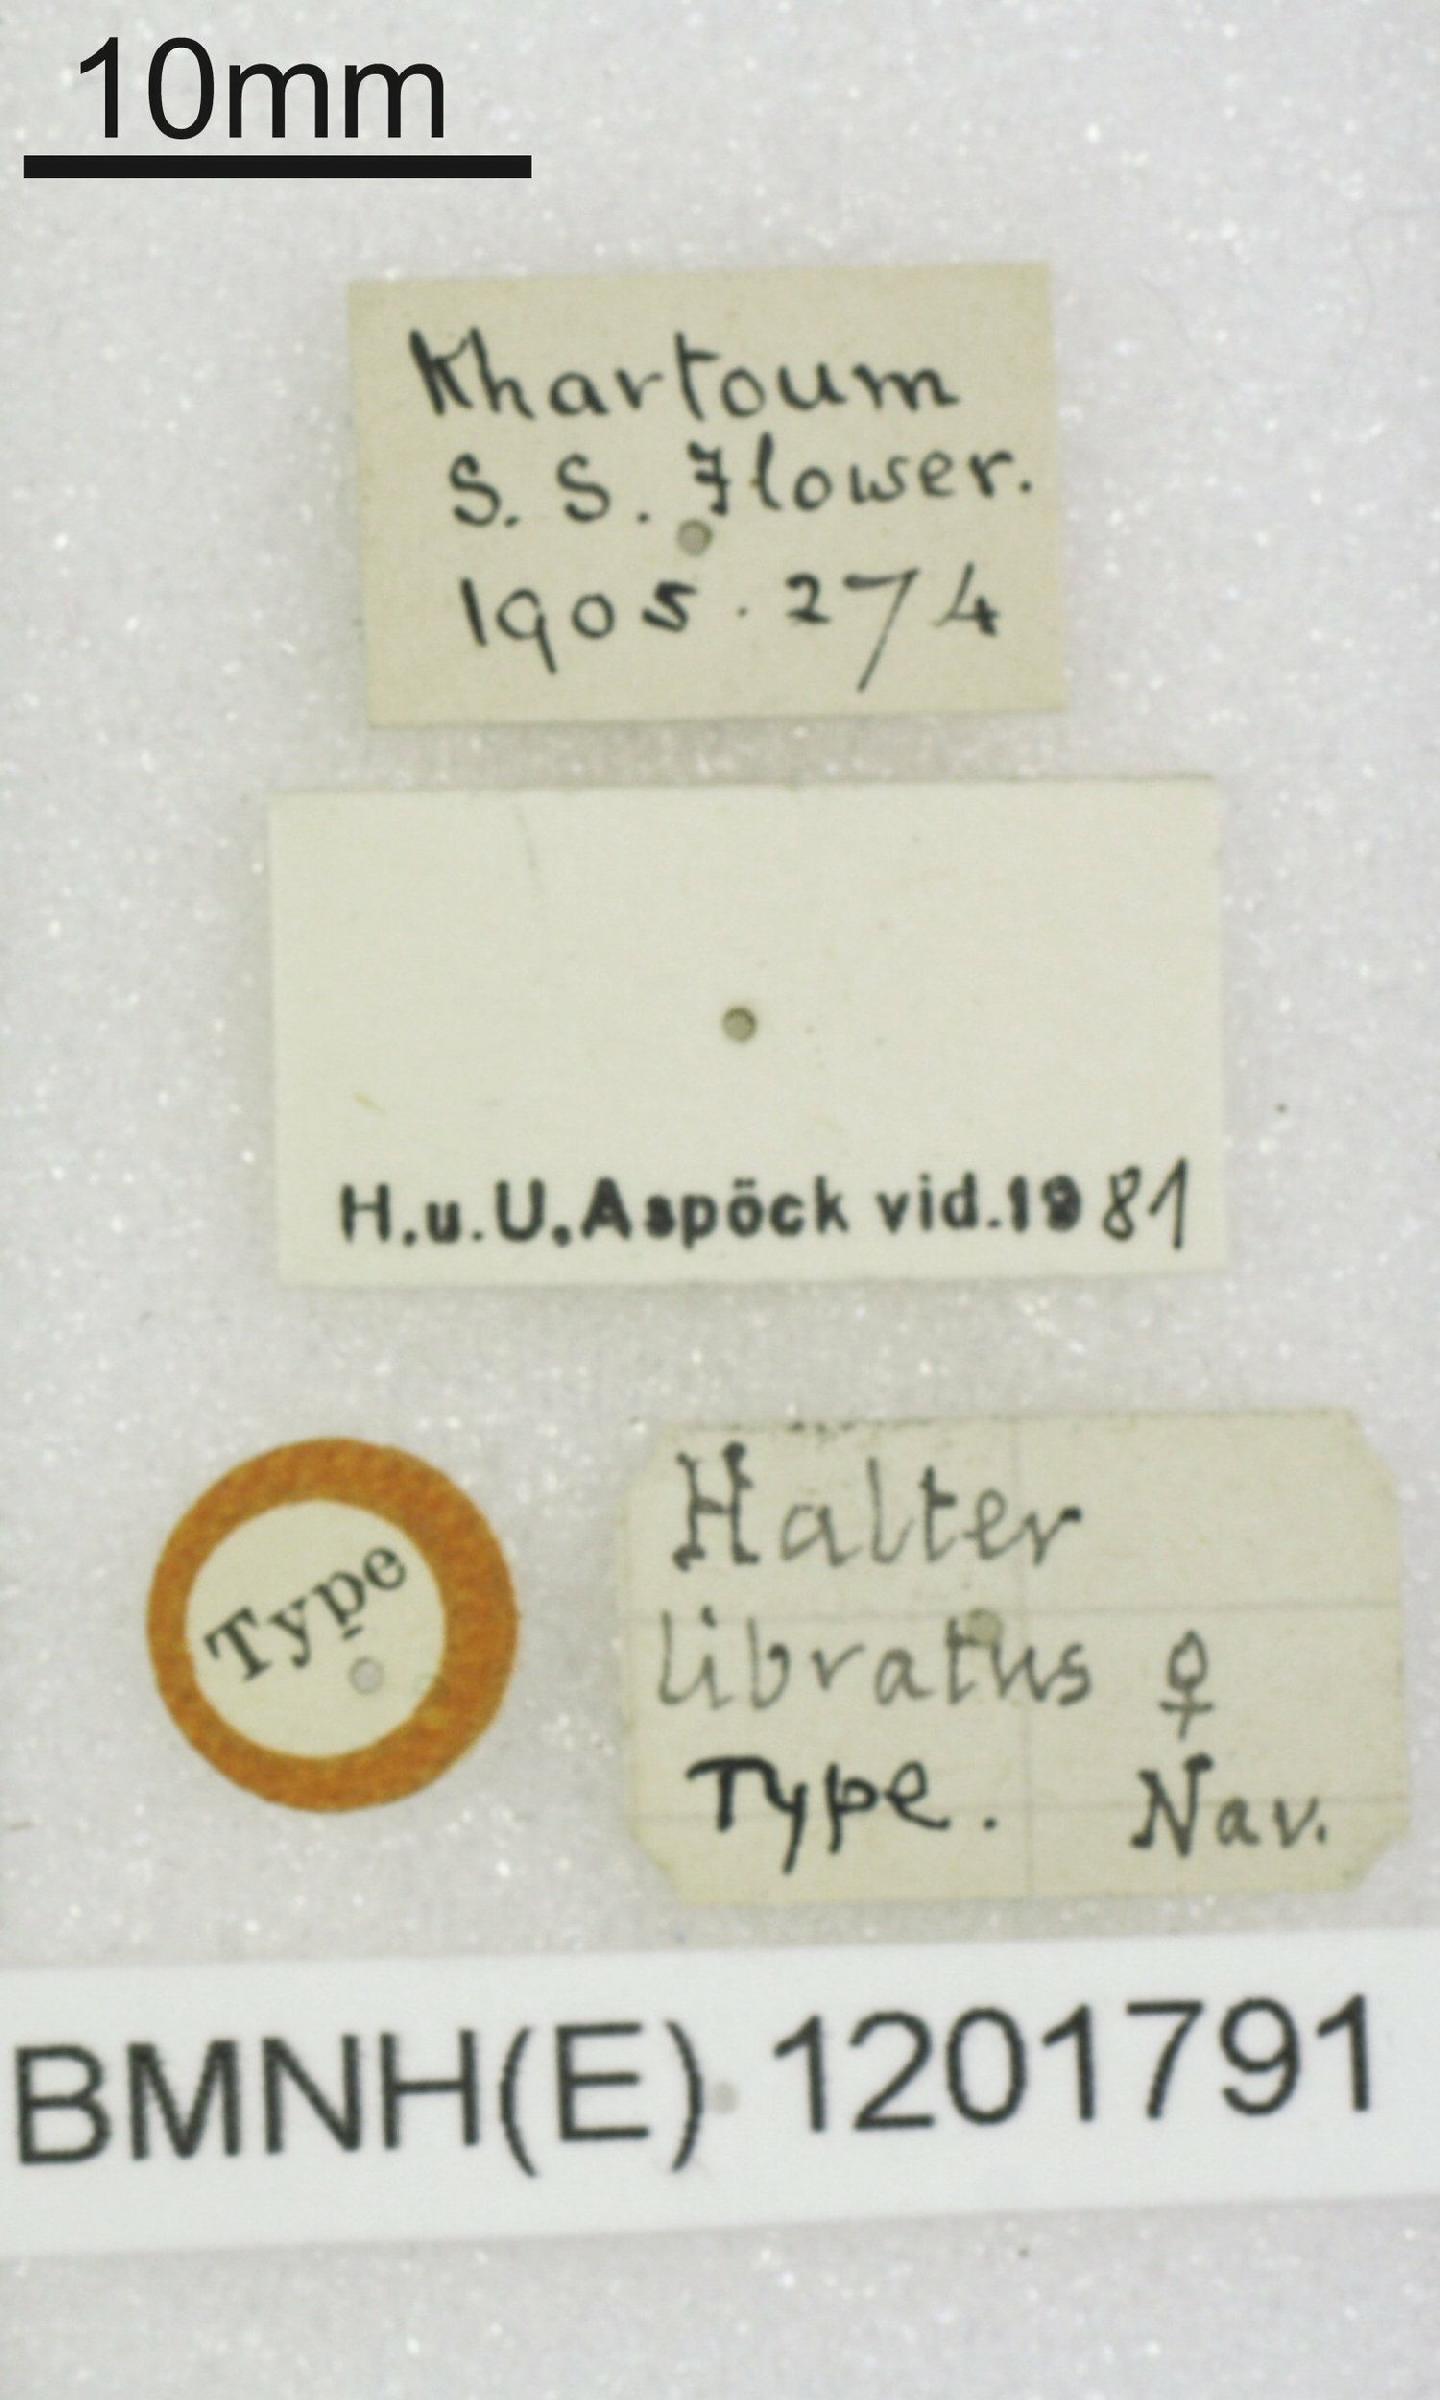 10mm
Khartoum
S. S. Flower.
1905.274
H.u.U.Aspöck vid.1981
Type
Halter
libratus ♀
Type. Nav.
BMNH(E) 1201791